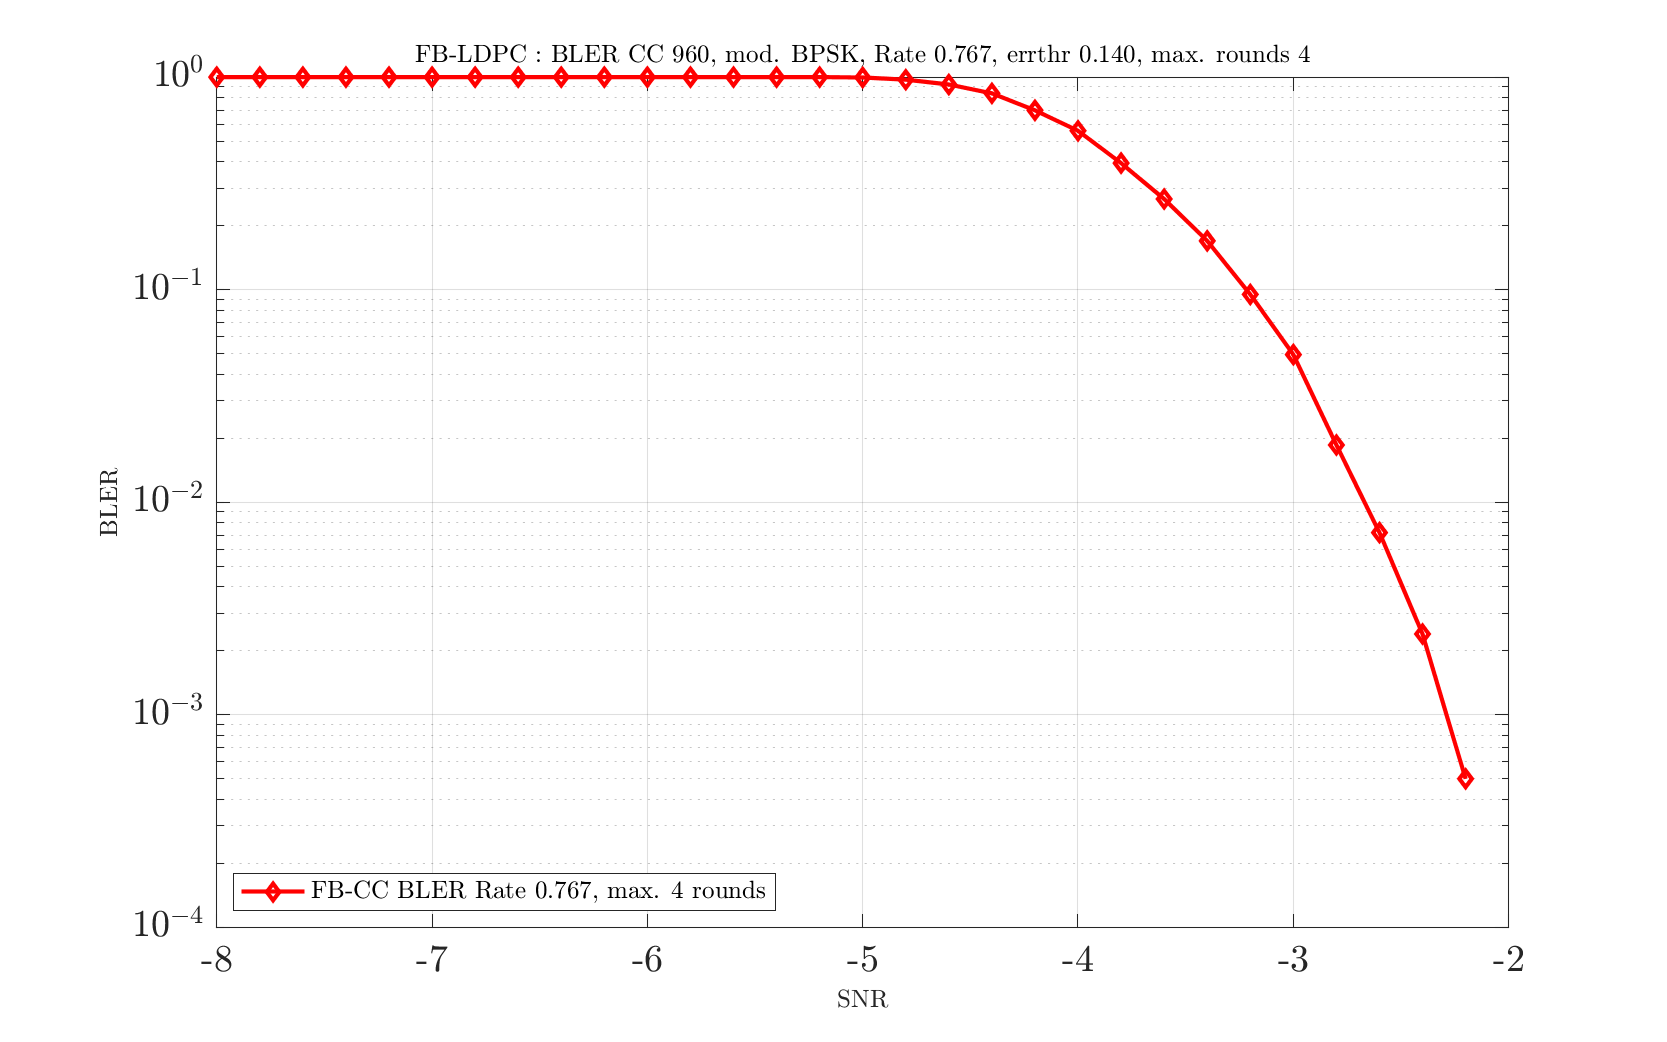 FB-LDPC : BLER CC 960, mod. BPSK, Rate 0.767, errthr 0.140, max. rounds 4
10^0
10^{-1}
10^{-2}
10^{-3}
10^{-4}
BLER
FB-CC BLER Rate 0.767, max. 4 rounds
-8 -7 -6 -5 -4 -3 -2
SNR